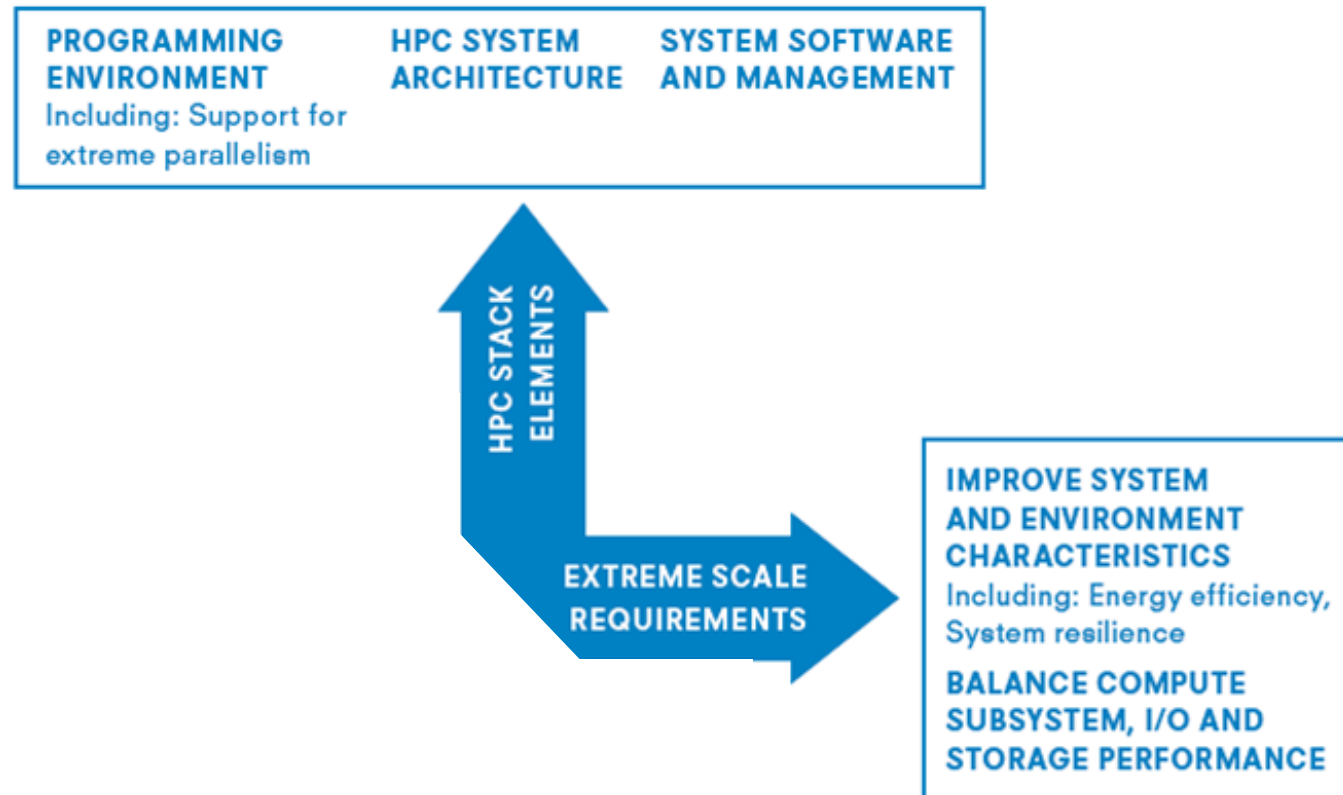 PROGRAMMING
ENVIRONMENT
Including: Support for
extreme parallelism
HPC SYSTEM
ARCHITECTURE
SYSTEM SOFTWARE
AND MANAGEMENT
HPC STACK
ELEMENTS
EXTREME SCALE
REQUIREMENTS
IMPROVE SYSTEM
AND ENVIRONMENT
CHARACTERISTICS
Including: Energy efficiency,
System resilience
BALANCE COMPUTE
SUBSYSTEM, I/O AND
STORAGE PERFORMANCE